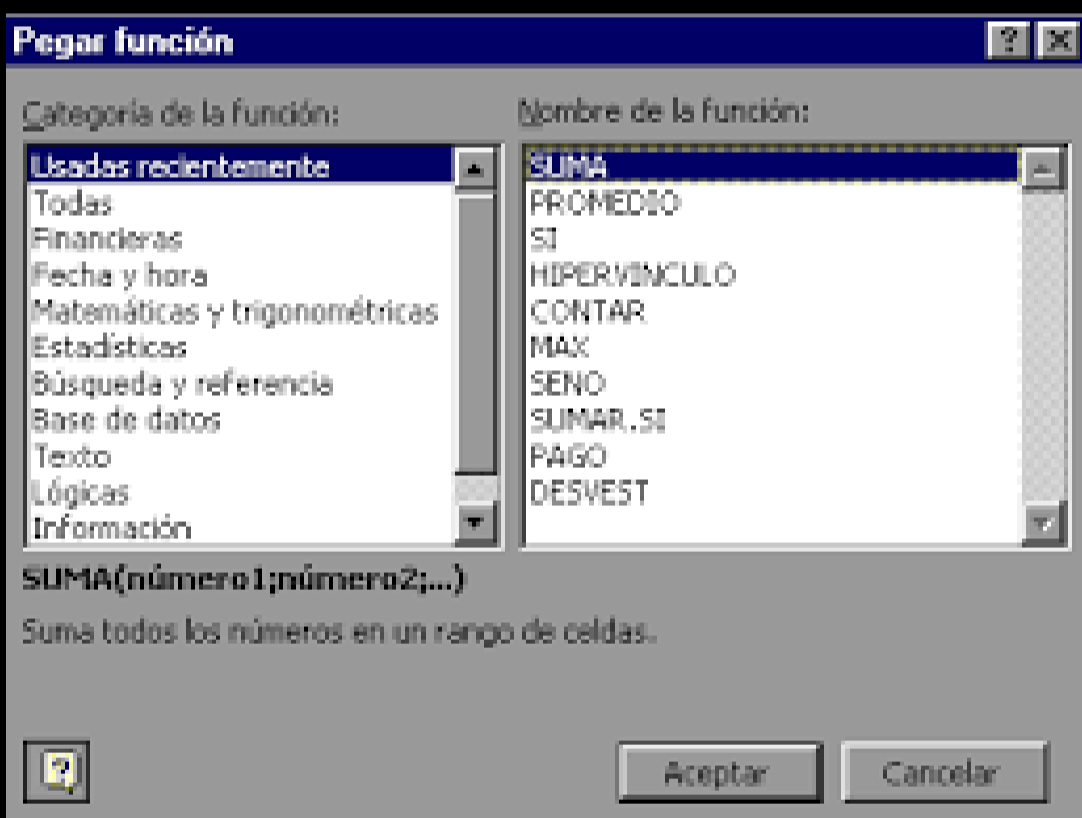 Pegar función
Categoría de la función:
Nombre de la función:
Usadas recientemente
Todas
Financieras
Fecha y hora
Matemáticas y trigonométricas
Estadísticas
Búsqueda y referencia
Base de datos
Texto
Lógicas
Información
SUMA
PROMEDIO
SI
HIPERVINCULO
CONTAR
MAX
SENO
SUMAR.SI
PAGO
DESVEST
SUMA(número1;número2;...)
Suma todos los números en un rango de celdas.
Aceptar
Cancelar